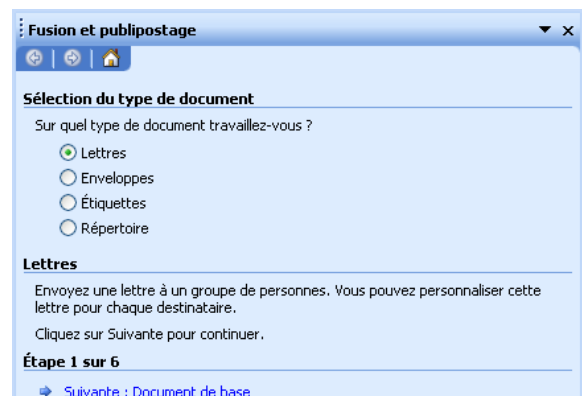 Fusion et publipostage
Sélection du type de document
Sur quel type de document travaillez-vous ?
Lettres
Enveloppes
Étiquettes
Répertoire
Lettres
Envoyez une lettre à un groupe de personnes. Vous pouvez personnaliser cette
lettre pour chaque destinataire.
Cliquez sur Suivante pour continuer.
Étape 1 sur 6
Suivante : Document de base